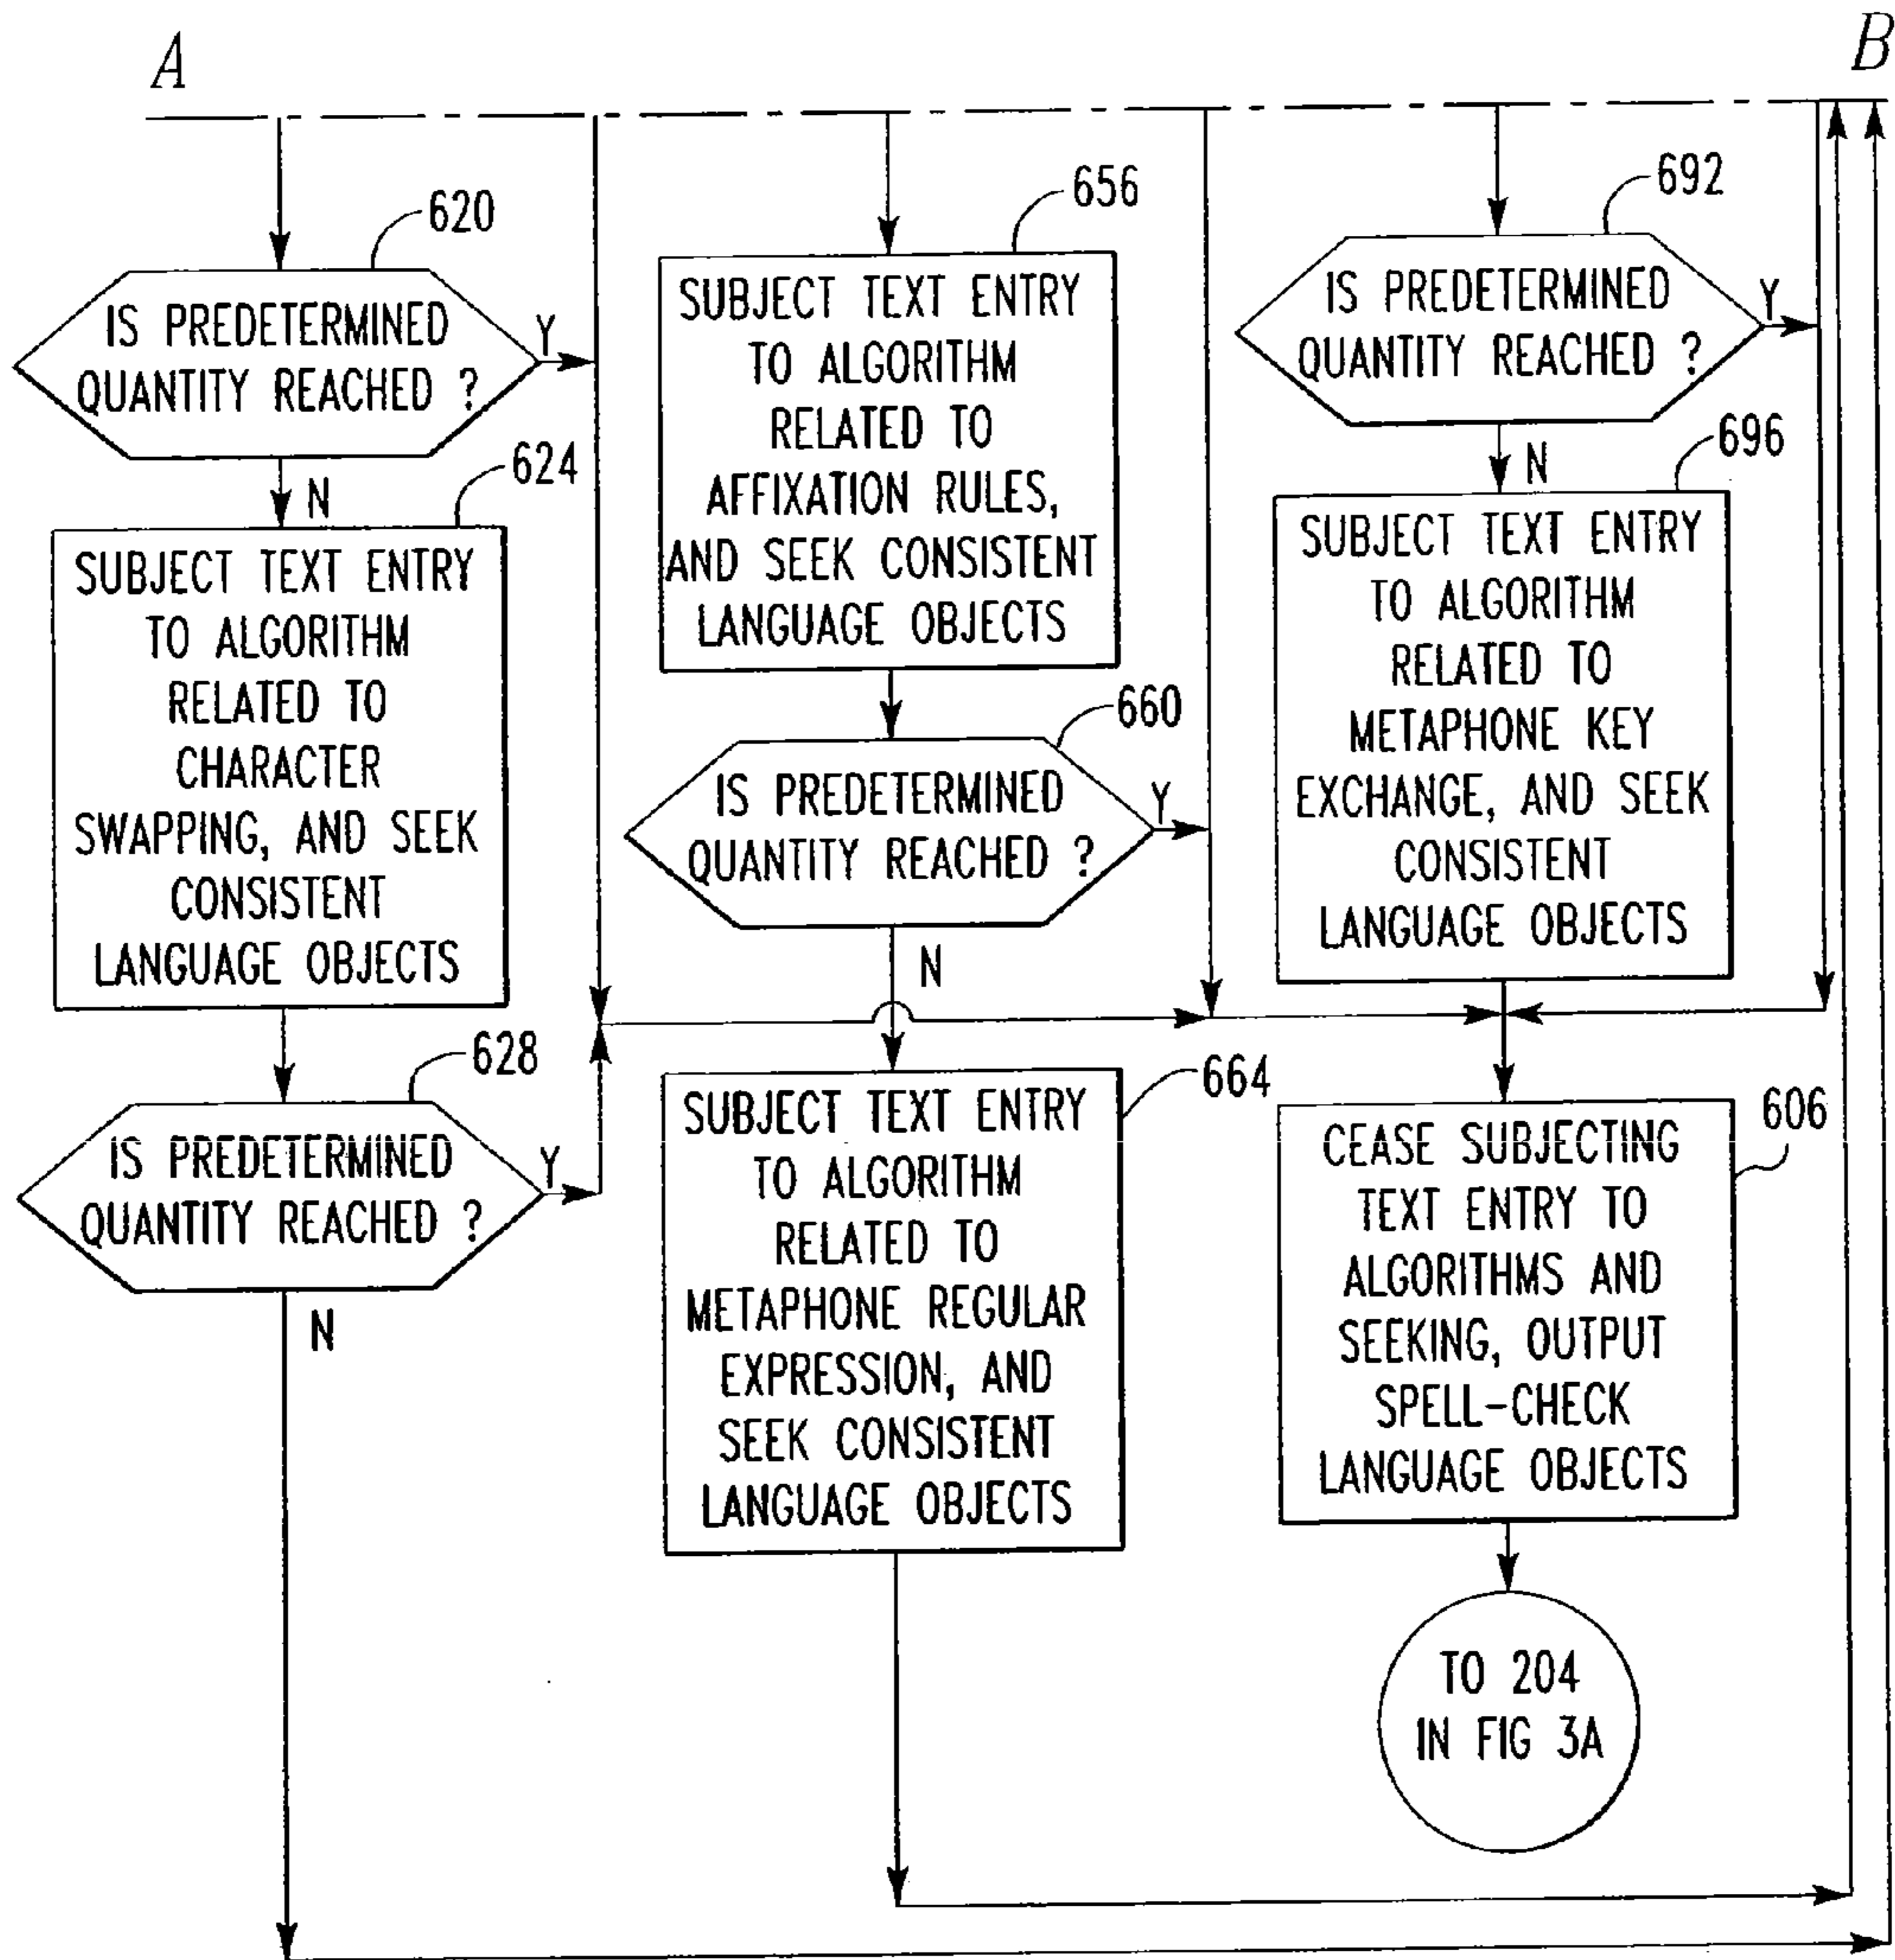 A
B
620
IS PREDETERMINED
QUANTITY REACHED ?
Y
N
624
SUBJECT TEXT ENTRY
TO ALGORITHM
RELATED TO
CHARACTER
SWAPPING, AND SEEK
CONSISTENT
LANGUAGE OBJECTS
628
IS PREDETERMINED
QUANTITY REACHED ?
Y
N
656
SUBJECT TEXT ENTRY
TO ALGORITHM
RELATED TO
AFFIXATION RULES,
AND SEEK CONSISTENT
LANGUAGE OBJECTS
660
IS PREDETERMINED
QUANTITY REACHED ?
Y
N
664
SUBJECT TEXT ENTRY
TO ALGORITHM
RELATED TO
METAPHONE REGULAR
EXPRESSION, AND
SEEK CONSISTENT
LANGUAGE OBJECTS
692
IS PREDETERMINED
QUANTITY REACHED ?
Y
N
696
SUBJECT TEXT ENTRY
TO ALGORITHM
RELATED TO
METAPHONE KEY
EXCHANGE, AND SEEK
CONSISTENT
LANGUAGE OBJECTS
606
CEASE SUBJECTING
TEXT ENTRY TO
ALGORITHMS AND
SEEKING, OUTPUT
SPELL-CHECK
LANGUAGE OBJECTS
TO 204
IN FIG 3A